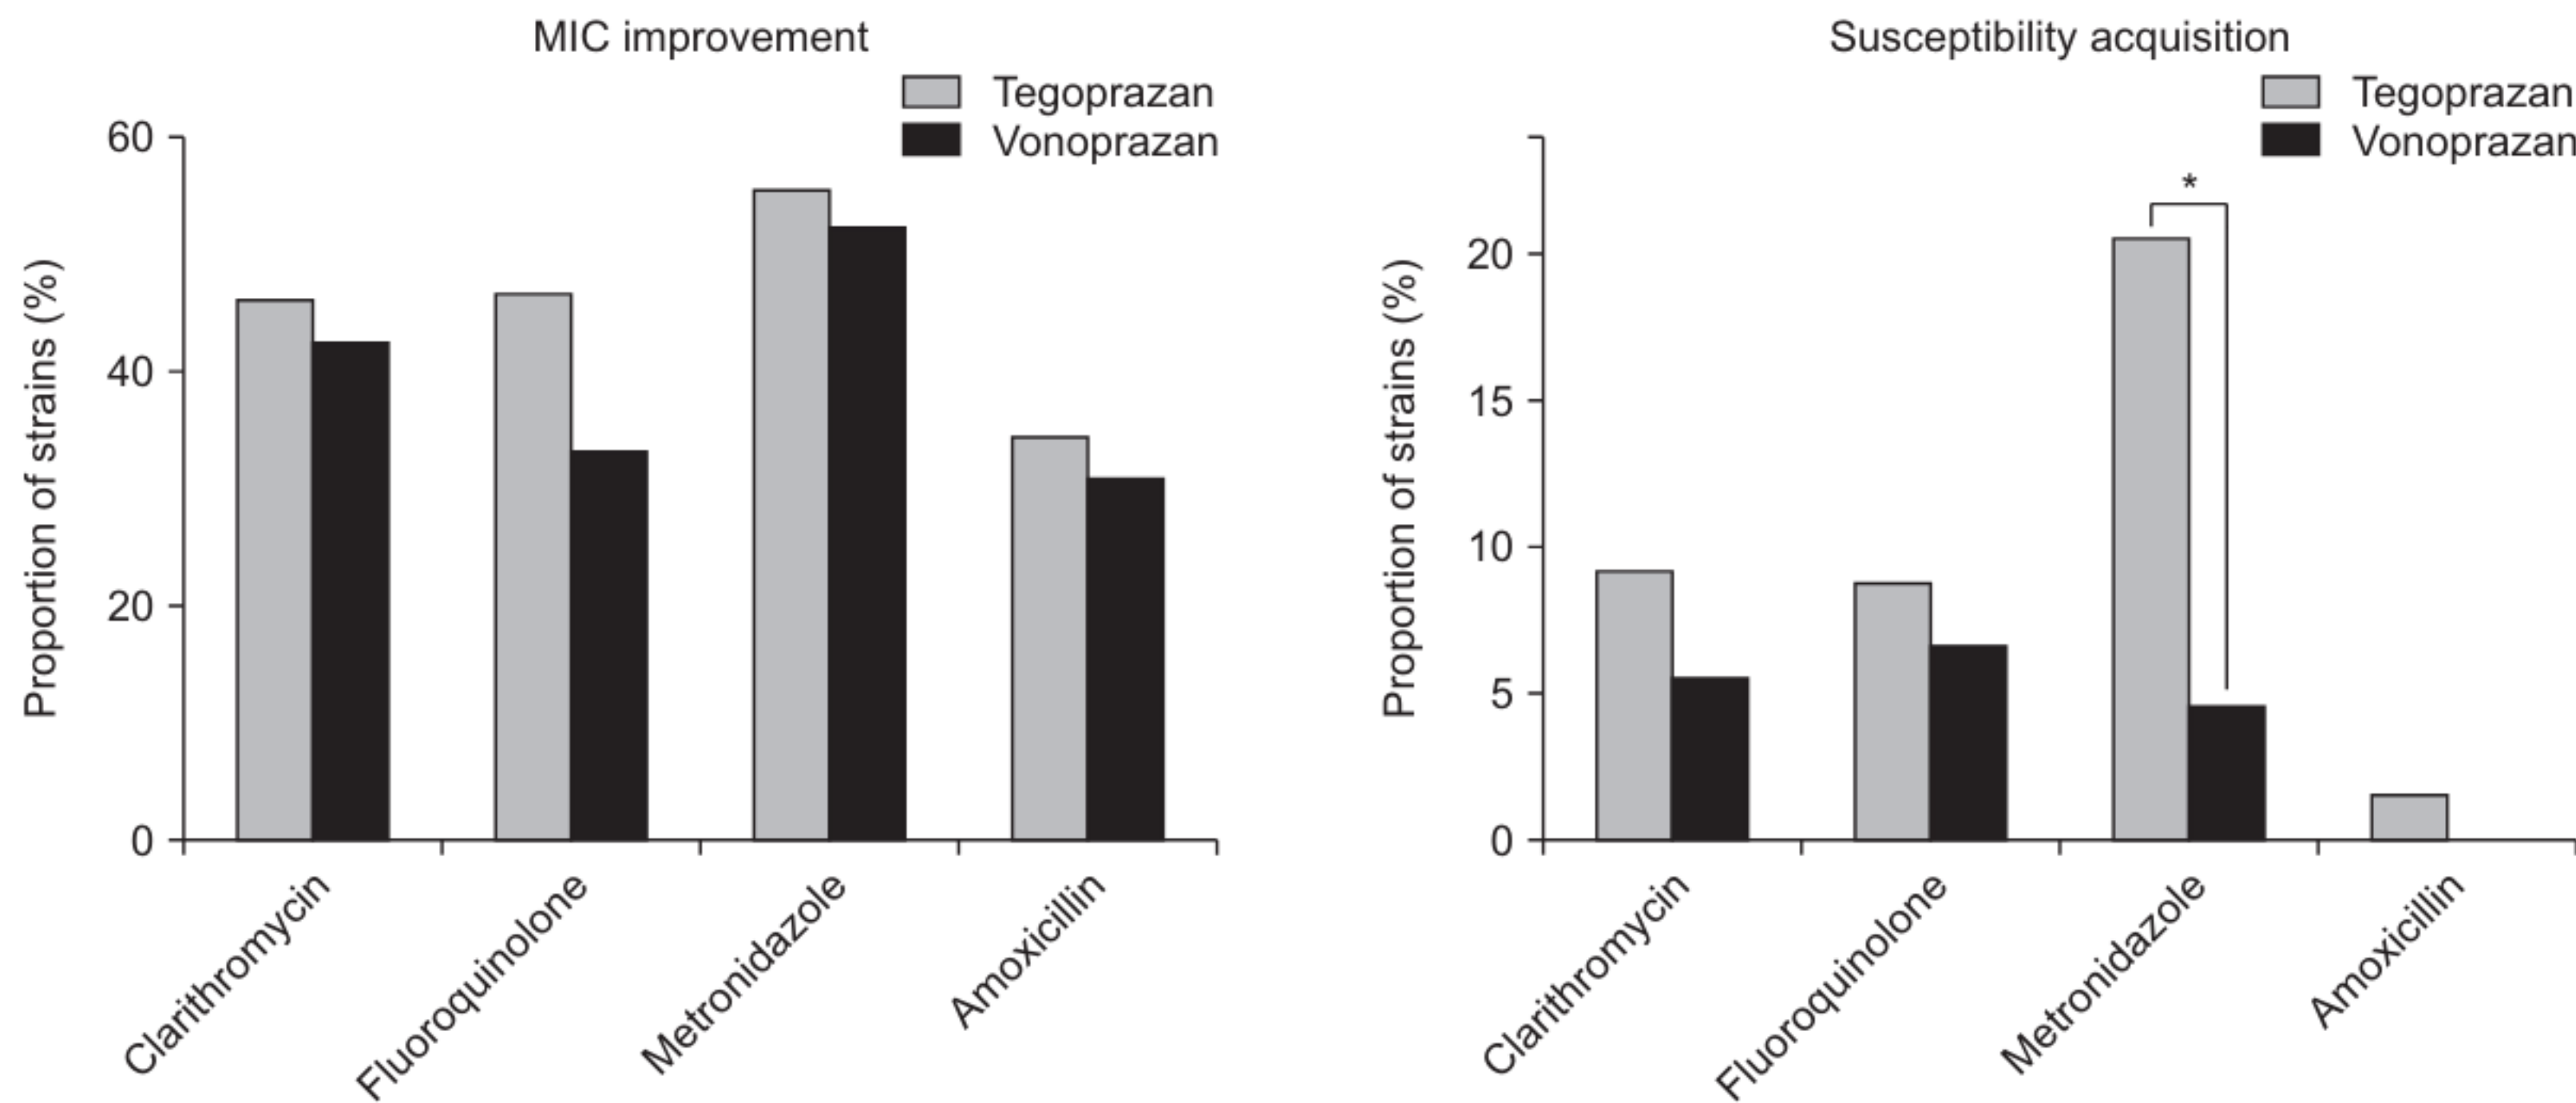 MIC improvement
Tegoprazan
Vonoprazan
Proportion of strains (%)
60
40
20
0
Clarithromycin
Fluoroquinolone
Metronidazole
Amoxicillin
Susceptibility acquisition
Tegoprazan
Vonoprazan
*
Proportion of strains (%)
20
15
10
5
0
Clarithromycin
Fluoroquinolone
Metronidazole
Amoxicillin